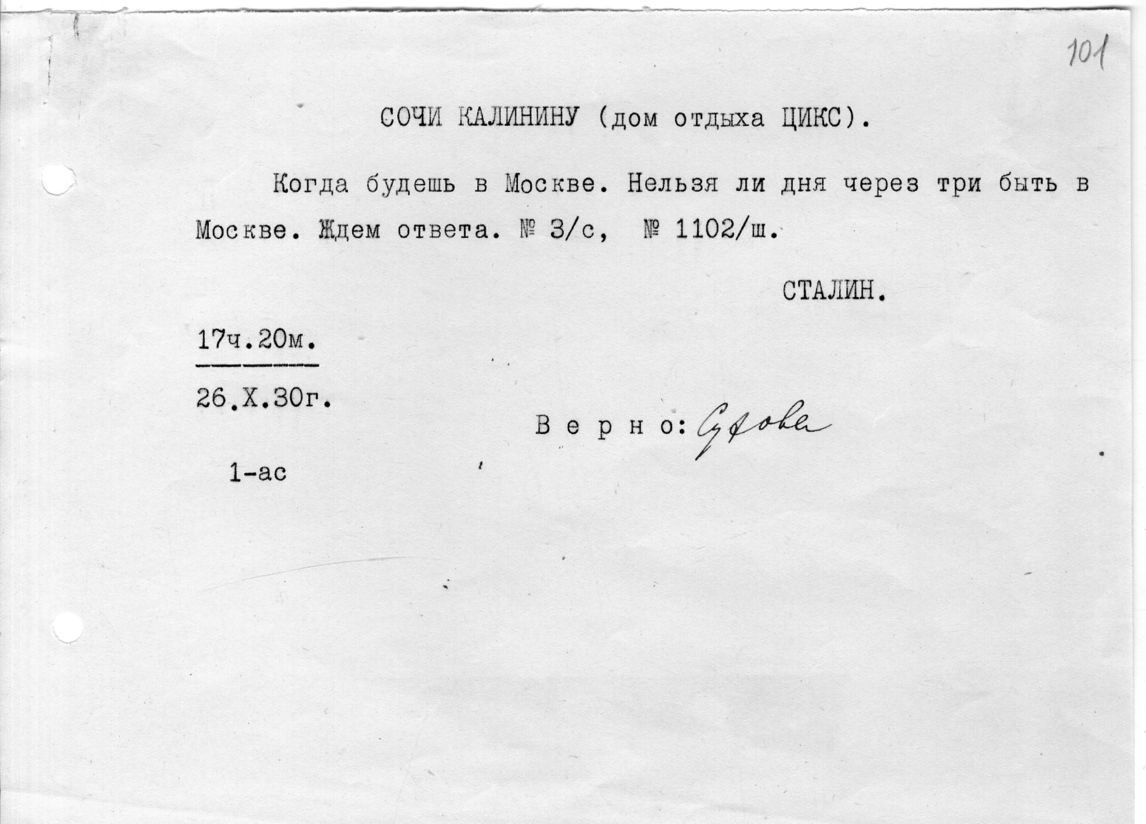 101
СОЧИ КАЛИНИНУ (дом отдыха ЦИКС).
Когда будешь в Москве. Нельзя ли дня через три быть в
Москве. Ждем ответа. № 3/с, № 1102/ш.
СТАЛИН.
17ч.20м.
26.X.30г.
Верно:
1-ас